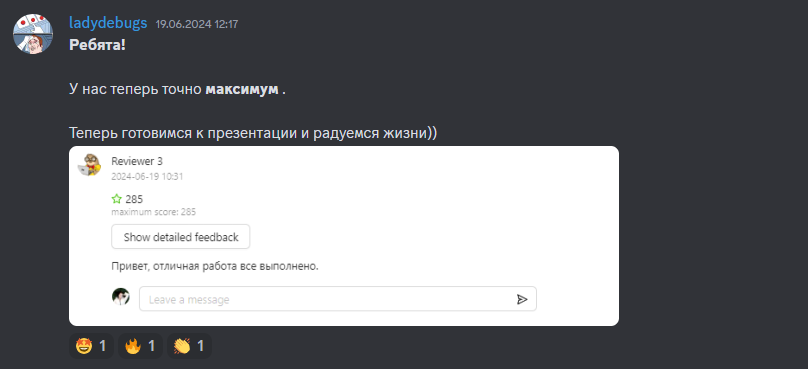 ladydebugs 19.06.2024 12:17
Ребята!
У нас теперь точно максимум .
Теперь готовимся к презентации и радуемся жизни))
Reviewer 3
2024-06-19 10:31
285
maximum score: 285
Show detailed feedback
Привет, отличная работа все выполнено.
Leave a message
1 1 1